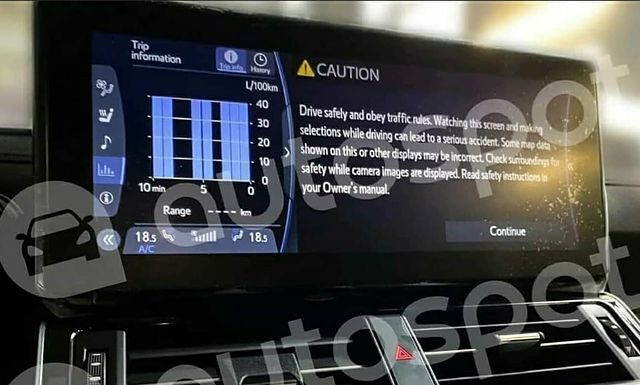 Trip
information
Trip info.
History
L/100km
40
30
20
10
0
10 min 5 0
Range ---- km
18.5 18.5
A/C
CAUTION
Drive safely and obey traffic rules. Watching this screen and making
selections while driving can lead to a serious accident. Some map data
shown on this or other displays may be incorrect. Check surroundings for
safety while camera images are displayed. Read safety instructions in
your Owner's manual.
Continue
autospot
autospot
autospot
autospot